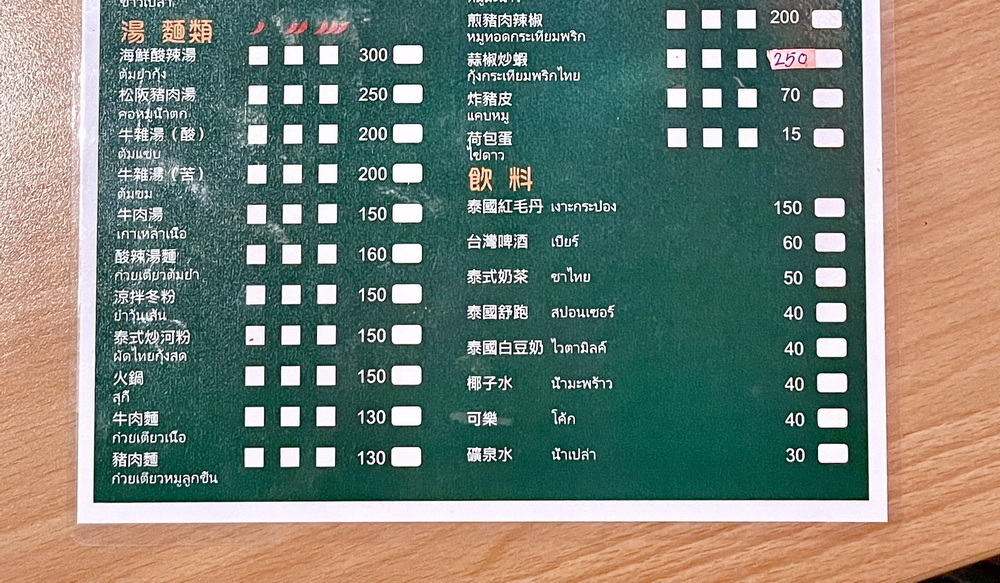 ข้าวเปล่า
湯 麵類
海鮮酸辣湯 300
ต้มยำกุ้ง
松阪豬肉湯 250
คอหมูน้ำตก
牛雜湯（酸） 200
ต้มแซ่บ
牛雜湯（苦） 200
ต้มขม
牛肉湯 150
เกาเหลาเนื้อ
酸辣湯麵 160
ก๋วยเตี๋ยวต้มยำ
涼拌冬粉 150
ยำวุ้นเส้น
泰式炒河粉 150
ผัดไทยกุ้งสด
火鍋 150
สุกี้
牛肉麵 130
ก๋วยเตี๋ยวเนื้อ
豬肉麵 130
ก๋วยเตี๋ยวหมูลูกชิ้น
煎豬肉辣椒 200
หมูทอดกระเทียมพริก
蒜椒炒蝦 250
กุ้งกระเทียมพริกไทย
炸豬皮 70
แคบหมู
荷包蛋 15
ไข่ดาว
飲 料
泰國紅毛丹 เงาะกระป๋อง 150
台灣啤酒 เบียร์ 60
泰式奶茶 ชาไทย 50
泰國舒跑 สปอนเซอร์ 40
泰國白豆奶 ไวตามิลค์ 40
椰子水 น้ำมะพร้าว 40
可樂 โค้ก 40
礦泉水 น้ำเปล่า 30